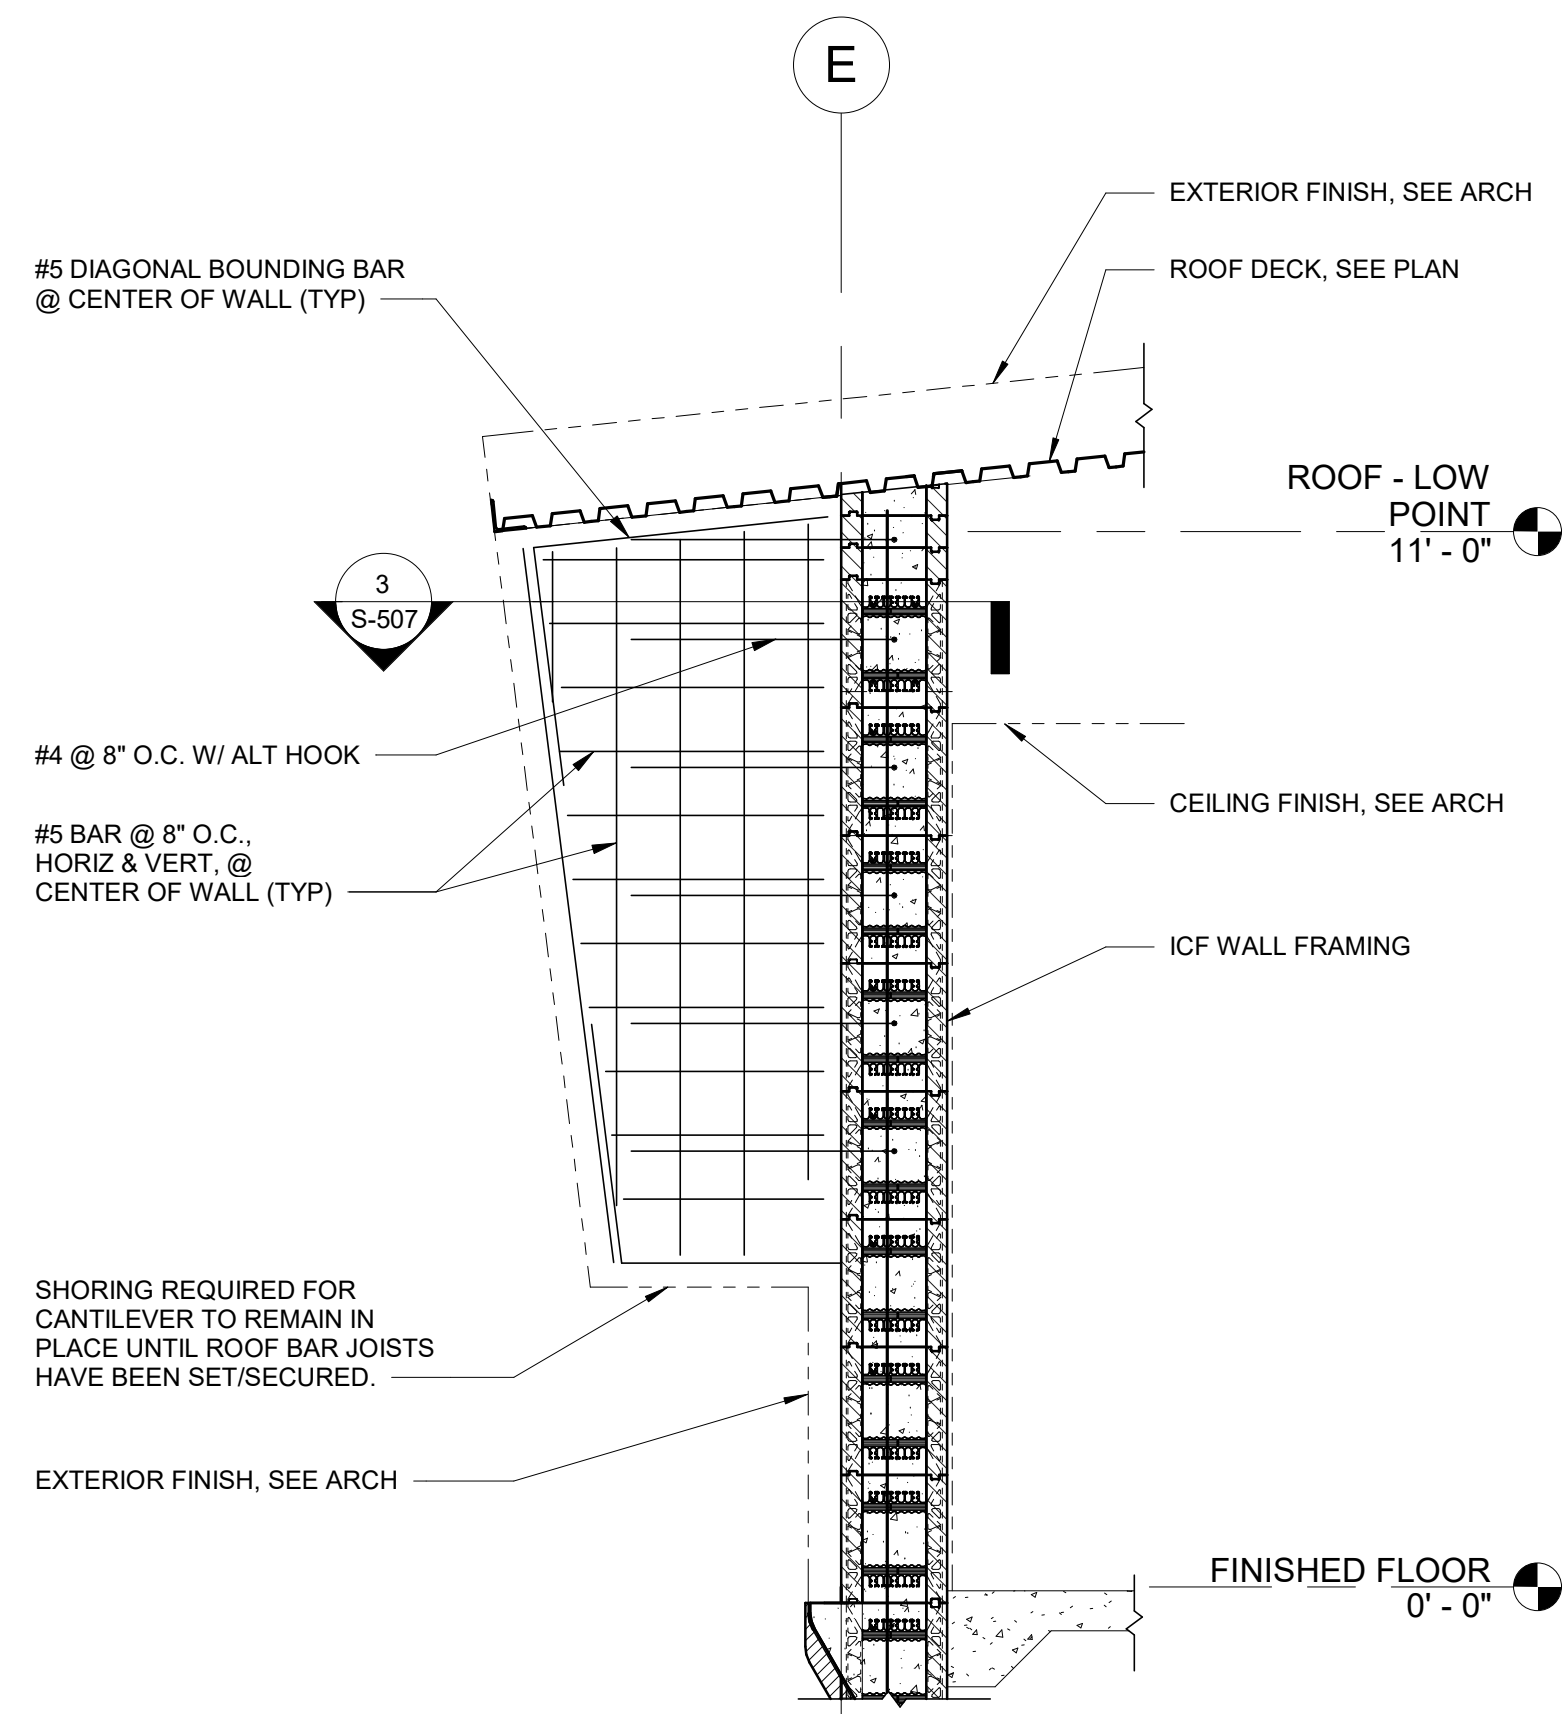 E
EXTERIOR FINISH, SEE ARCH
#5 DIAGONAL BOUNDING BAR
@ CENTER OF WALL (TYP)
ROOF DECK, SEE PLAN
ROOF - LOW
POINT
11' - 0"
3
S-507
#4 @ 8" O.C. W/ ALT HOOK
CEILING FINISH, SEE ARCH
#5 BAR @ 8" O.C.,
HORIZ & VERT, @
CENTER OF WALL (TYP)
ICF WALL FRAMING
SHORING REQUIRED FOR
CANTILEVER TO REMAIN IN
PLACE UNTIL ROOF BAR JOISTS
HAVE BEEN SET/SECURED.
EXTERIOR FINISH, SEE ARCH
FINISHED FLOOR
0' - 0"